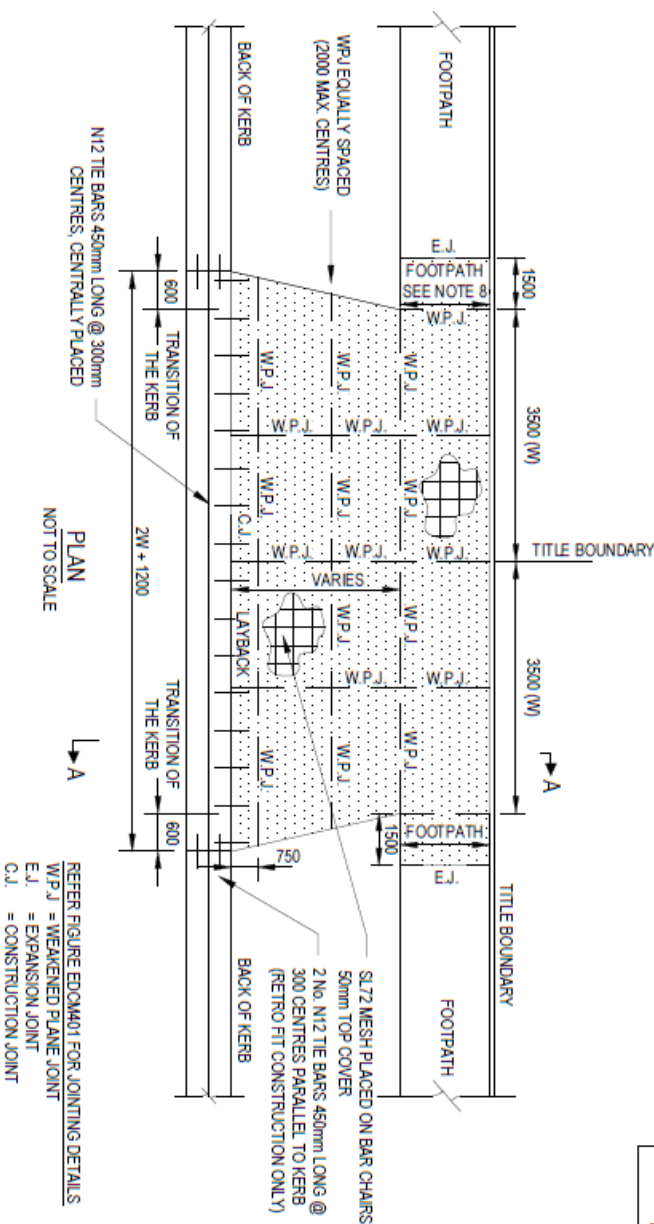 TITLE BOUNDARY
3500 (W)
3500 (W)
1500
A
TITLE BOUNDARY
FOOTPATH
E.J.
FOOTPATH
SEE NOTE 8
W.P.J.
W.P.J.
W.P.J.
W.P.J.
FOOTPATH
E.J.
FOOTPATH
1500
W.P.J.
W.P.J.
W.P.J.
W.P.J.
WPJ EQUALLY SPACED
(2000 MAX. CENTRES)
W.P.J.
W.P.J.
W.P.J.
W.P.J.
W.P.J.
W.P.J.
W.P.J.
VARIES
SL72 MESH PLACED ON BAR CHAIRS
50mm TOP COVER
W.P.J.
W.P.J.
W.P.J.
W.P.J.
750
2 No. N12 TIE BARS 450mm LONG @
300 CENTRES PARALLEL TO KERB
(RETRO FIT CONSTRUCTION ONLY)
BACK OF KERB
C.J.
LAYBACK
BACK OF KERB
600
TRANSITION OF
THE KERB
TRANSITION OF
THE KERB
600
2W + 1200
N12 TIE BARS 450mm LONG @ 300mm
CENTRES, CENTRALLY PLACED
A
PLAN
NOT TO SCALE
REFER FIGURE EDCM401 FOR JOINTING DETAILS
W.P.J = WEAKENED PLANE JOINT
E.J. = EXPANSION JOINT
C.J. = CONSTRUCTION JOINT